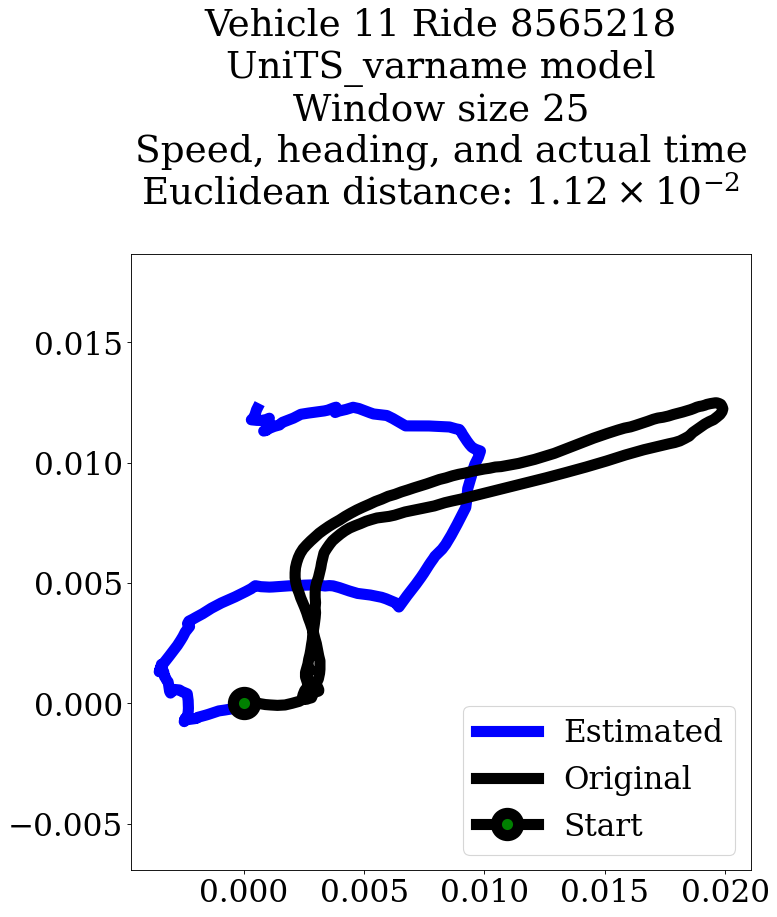 Vehicle 11 Ride 8565218
UniTS_varname model
Window size 25
Speed, heading, and actual time
Euclidean distance: 1.12 × 10⁻²
0.015
0.010
0.005
0.000
−0.005
Estimated
Original
Start
0.000 0.005 0.010 0.015 0.020